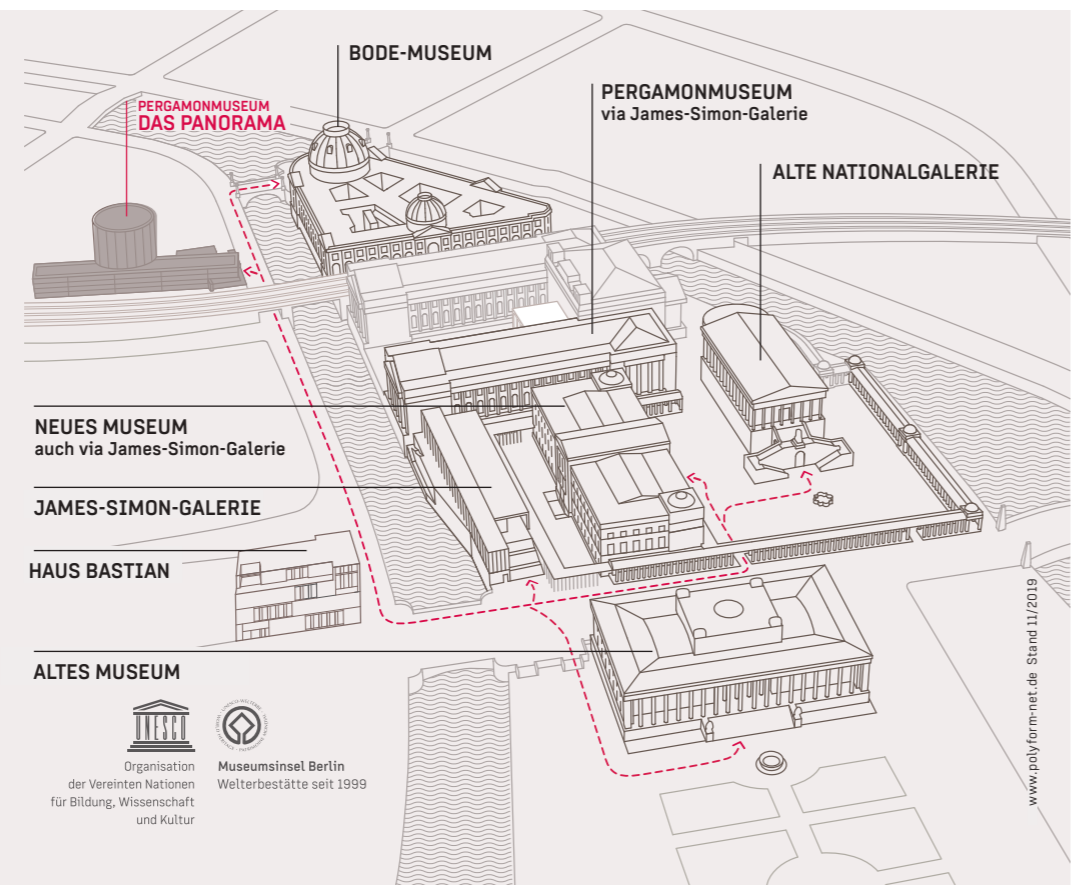 BODE-MUSEUM
PERGAMONMUSEUM
DAS PANORAMA
PERGAMONMUSEUM
via James-Simon-Galerie
ALTE NATIONALGALERIE
NEUES MUSEUM
auch via James-Simon-Galerie
JAMES-SIMON-GALERIE
HAUS BASTIAN
ALTES MUSEUM
UNESCO
Organisation
der Vereinten Nationen
für Bildung, Wissenschaft
und Kultur
Museumsinsel Berlin
Welterbestätte seit 1999
www.polyform-net.de Stand 11/2019